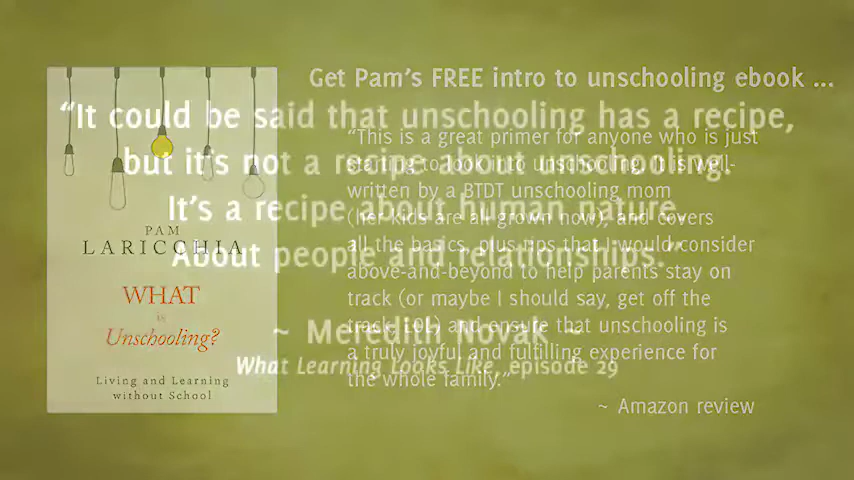 Get Pam's FREE intro to unschooling ebook ...
"It could be said that unschooling has a recipe,
but it's not a recipe about unschooling.
It's a recipe about human nature.
About people and relationships."
~ Meredith Novak ~
What Learning Looks Like, episode 29
PAM
LARICCHIA
WHAT
is
Unschooling?
Living and Learning
without School
"This is a great primer for anyone who is just
starting to look into unschooling. It is well-
written by a BTDT unschooling mom
(her kids are all grown now), and covers
all the basics, plus tips that I would consider
above-and-beyond to help parents stay on
track (or maybe I should say, get off the
track, LOL) and ensure that unschooling is
a truly joyful and fulfilling experience for
the whole family."
~ Amazon review